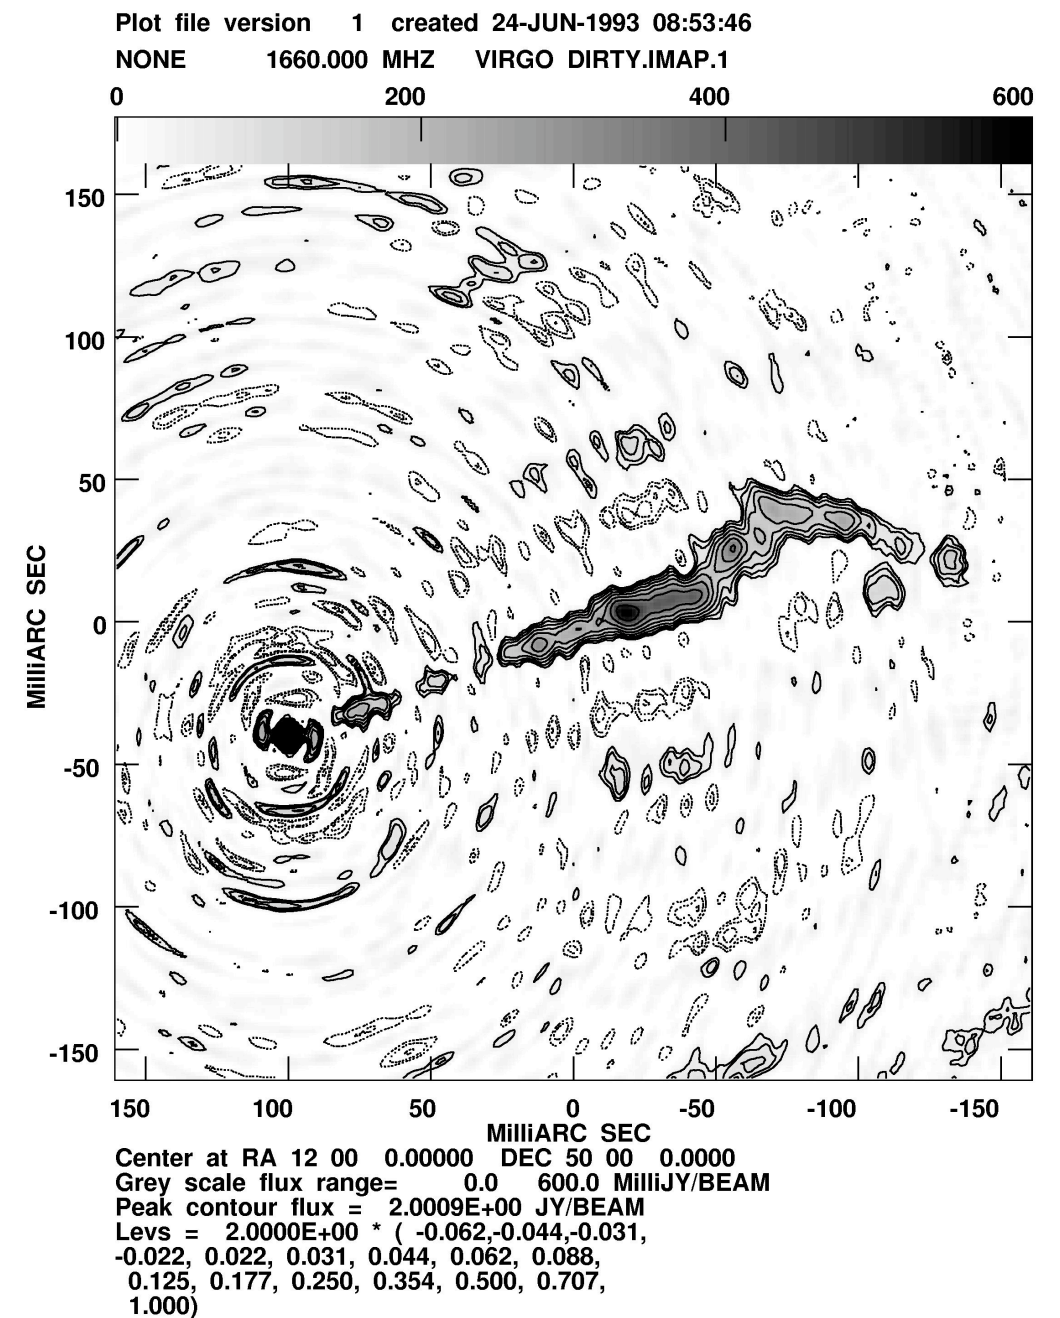 Plot file version 1 created 24-JUN-1993 08:53:46
NONE 1660.000 MHZ VIRGO DIRTY.IMAP.1
0 200 400 600
150
100
50
0
-50
-100
-150
MilliARC SEC
150 100 50 0 -50 -100 -150
MilliARC SEC
Center at RA 12 00 0.00000 DEC 50 00 0.0000
Grey scale flux range= 0.0 600.0 MilliJY/BEAM
Peak contour flux = 2.0009E+00 JY/BEAM
Levs = 2.0000E+00 * ( -0.062,-0.044,-0.031,
-0.022, 0.022, 0.031, 0.044, 0.062, 0.088,
0.125, 0.177, 0.250, 0.354, 0.500, 0.707,
1.000)